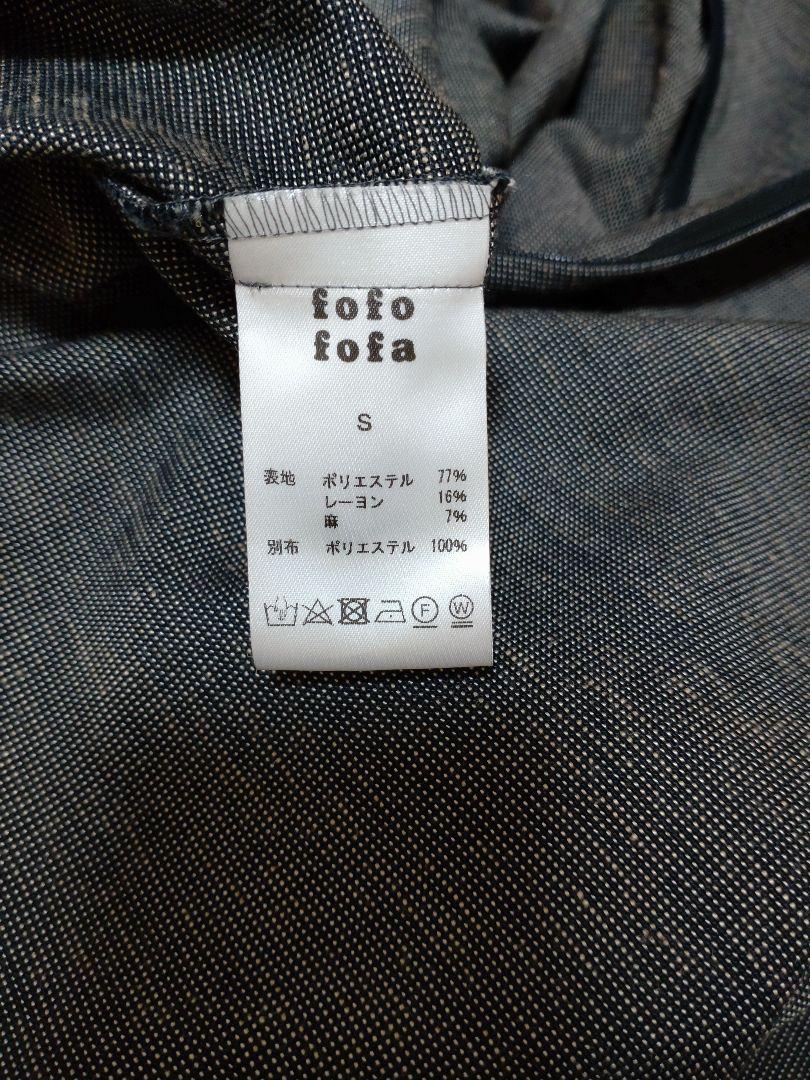 fofo
fofa
S
表地 ポリエステル 77%
レーヨン 16%
麻 7%
別布 ポリエステル 100%
F W